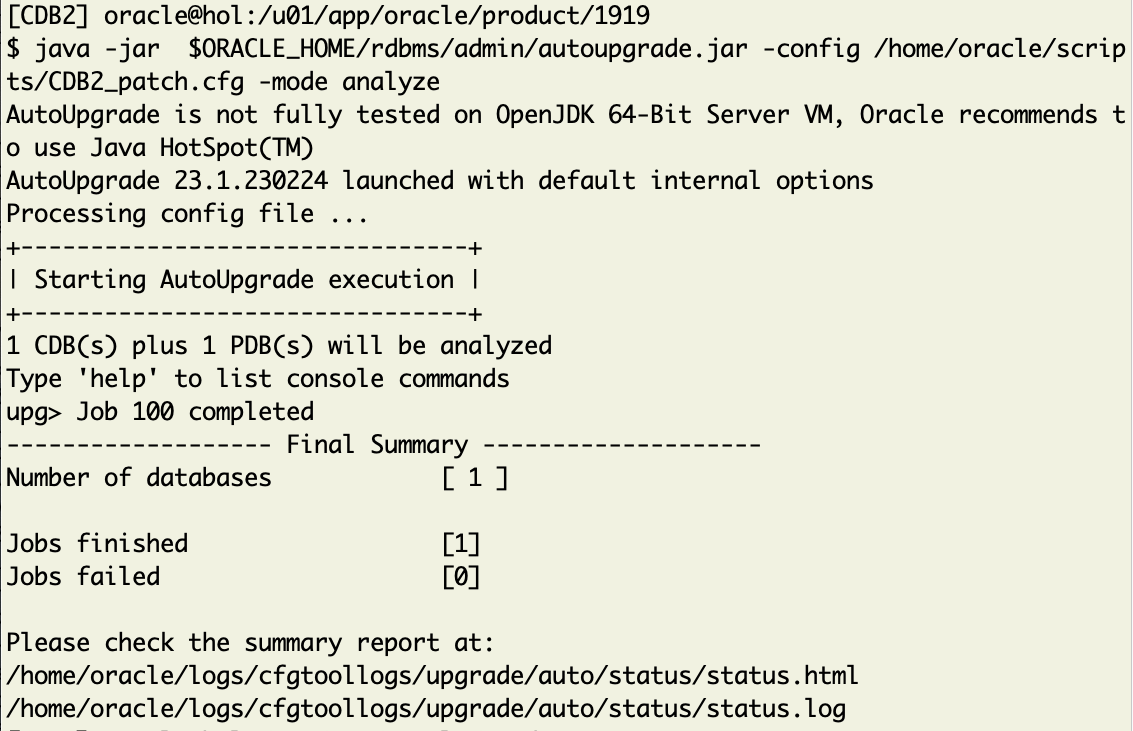 [CDB2] oracle@hol:/u01/app/oracle/product/1919
$ java -jar  $ORACLE_HOME/rdbms/admin/autoupgrade.jar -config /home/oracle/scrip
ts/CDB2_patch.cfg -mode analyze
AutoUpgrade is not fully tested on OpenJDK 64-Bit Server VM, Oracle recommends t
o use Java HotSpot(TM)
AutoUpgrade 23.1.230224 launched with default internal options
Processing config file ...
+--------------------------------+
| Starting AutoUpgrade execution |
+--------------------------------+
1 CDB(s) plus 1 PDB(s) will be analyzed
Type 'help' to list console commands
upg> Job 100 completed
------------------- Final Summary --------------------
Number of databases            [ 1 ]

Jobs finished                  [1]
Jobs failed                    [0]

Please check the summary report at:
/home/oracle/logs/cfgtoollogs/upgrade/auto/status/status.html
/home/oracle/logs/cfgtoollogs/upgrade/auto/status/status.log